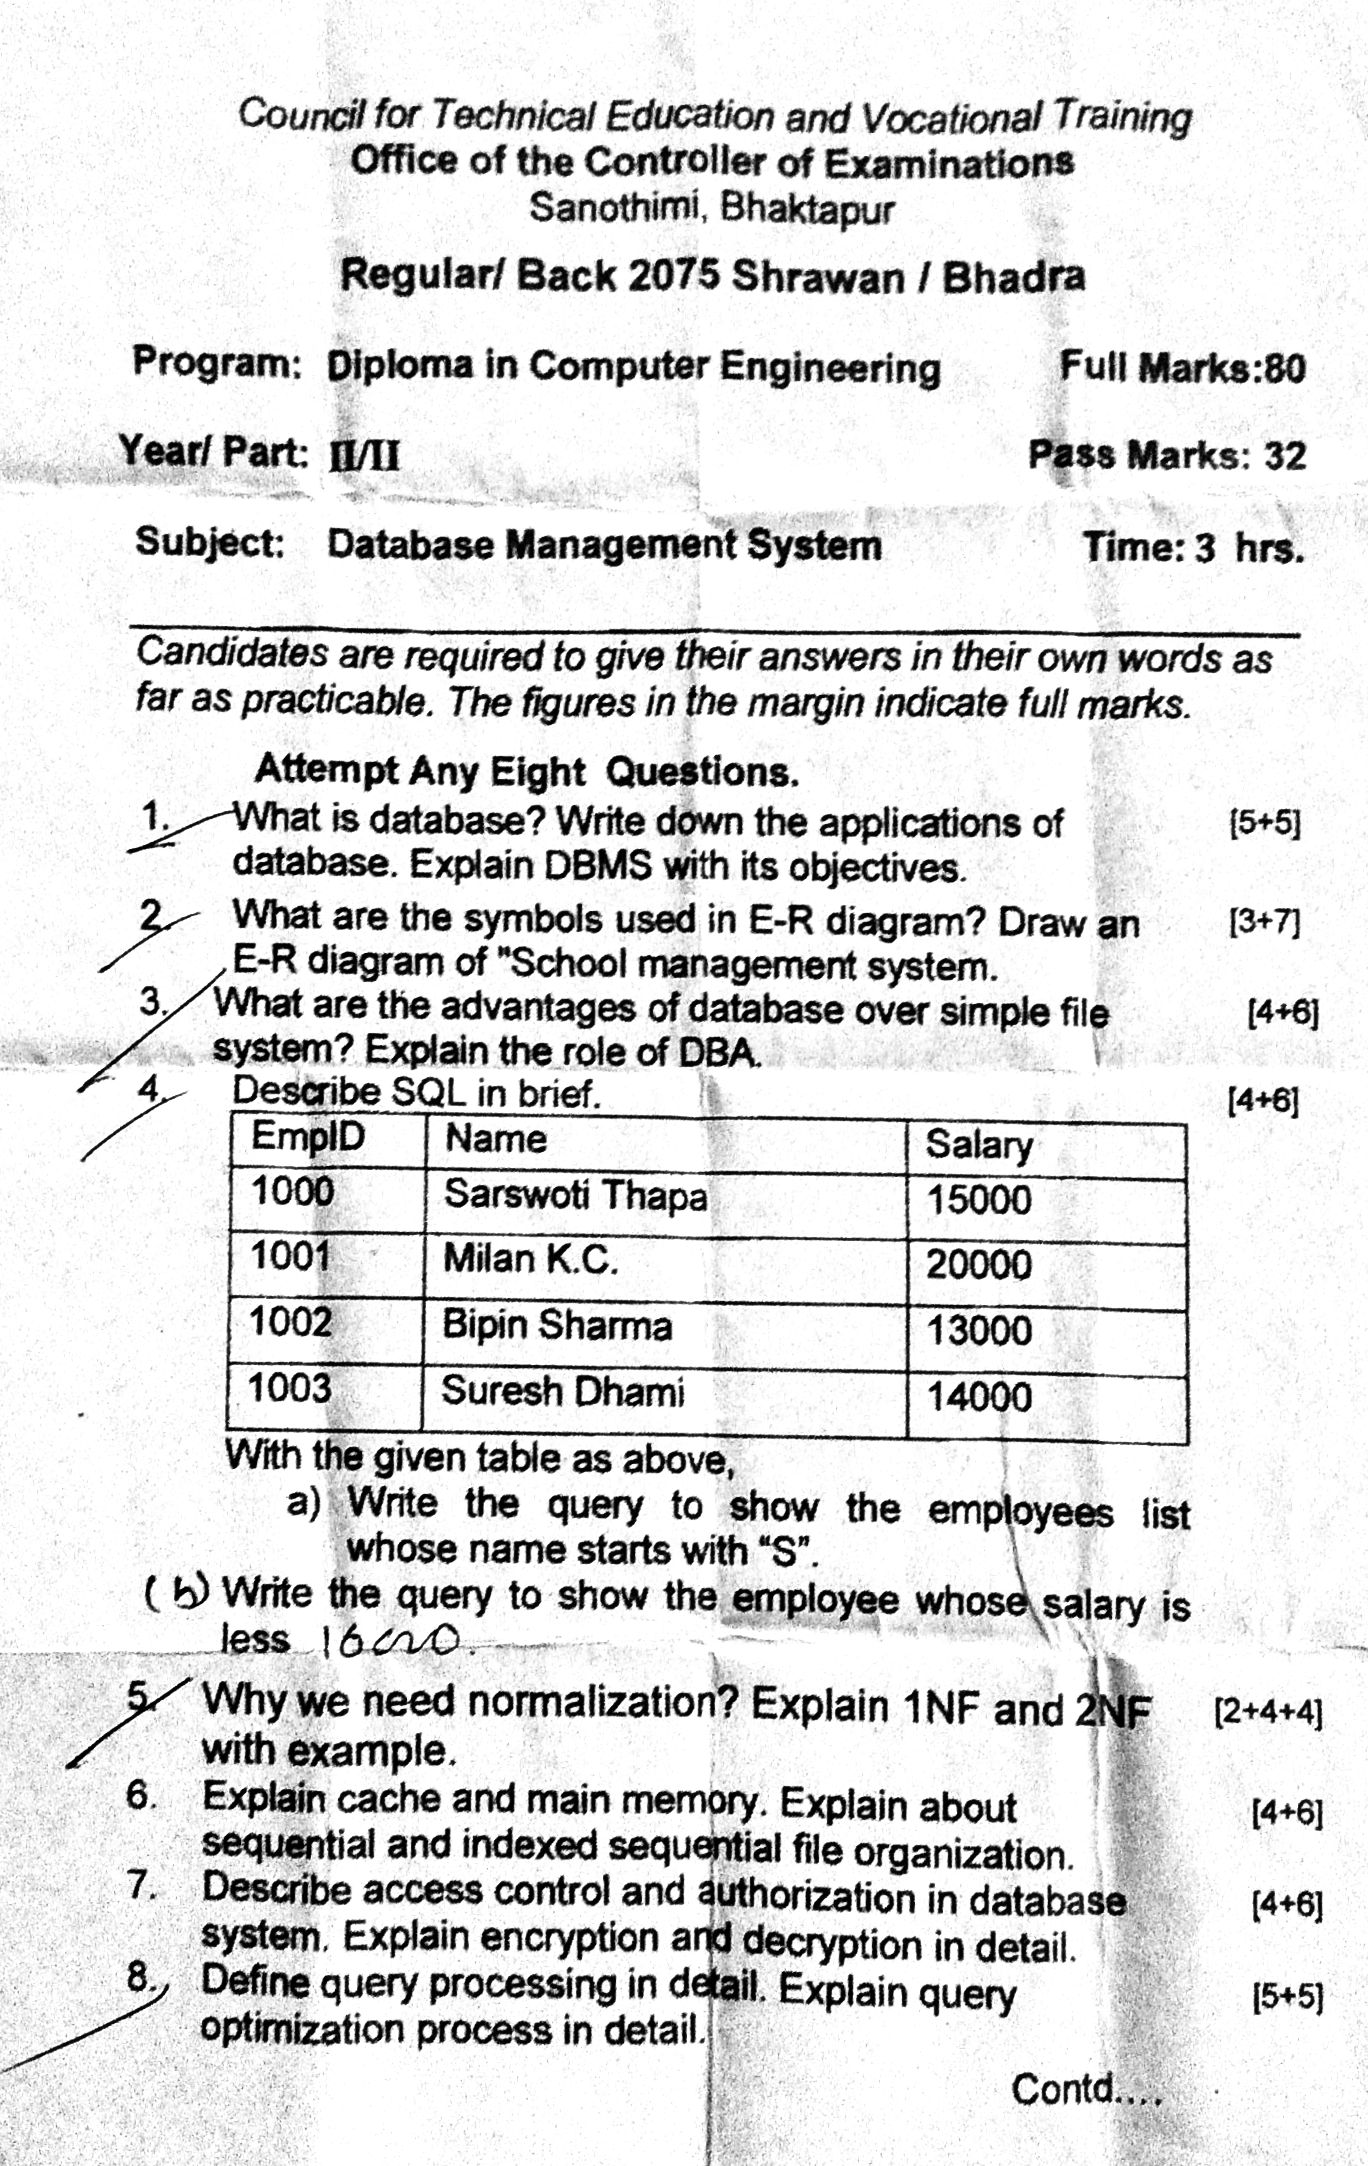 Council for Technical Education and Vocational Training
Office of the Controller of Examinations
Sanothimi, Bhaktapur
Regular/ Back 2075 Shrawan / Bhadra
Program: Diploma in Computer Engineering Full Marks:80
Year/ Part: II/II Pass Marks: 32
Subject: Database Management System Time: 3 hrs.
Candidates are required to give their answers in their own words as
far as practicable. The figures in the margin indicate full marks.
Attempt Any Eight Questions.
1. What is database? Write down the applications of [5+5]
database. Explain DBMS with its objectives.
2. What are the symbols used in E-R diagram? Draw an [3+7]
E-R diagram of "School management system.
3. What are the advantages of database over simple file [4+6]
system? Explain the role of DBA.
4. Describe SQL in brief. [4+6]
EmpID Name Salary
1000 Sarswoti Thapa 15000
1001 Milan K.C. 20000
1002 Bipin Sharma 13000
1003 Suresh Dhami 14000
With the given table as above,
a) Write the query to show the employees list
whose name starts with “S”.
(b) Write the query to show the employee whose salary is
less 16000.
5. Why we need normalization? Explain 1NF and 2NF [2+4+4]
with example.
6. Explain cache and main memory. Explain about [4+6]
sequential and indexed sequential file organization.
7. Describe access control and authorization in database [4+6]
system. Explain encryption and decryption in detail.
8. Define query processing in detail. Explain query [5+5]
optimization process in detail.
Contd....